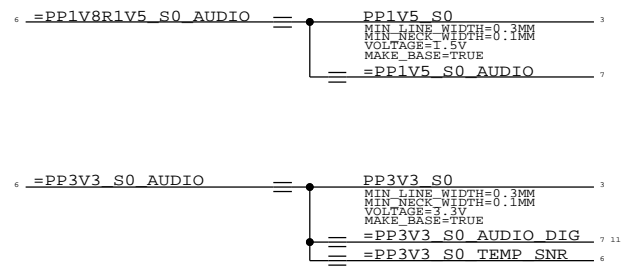 6 =PP1V8R1V5_S0_AUDIO PP1V5_S0 3
MIN_LINE_WIDTH=0.3MM
MIN_NECK_WIDTH=0.1MM
VOLTAGE=1.5V
MAKE_BASE=TRUE
=PP1V5_S0_AUDIO 7
6 =PP3V3_S0_AUDIO PP3V3_S0 3
MIN_LINE_WIDTH=0.3MM
MIN_NECK_WIDTH=0.1MM
VOLTAGE=3.3V
MAKE_BASE=TRUE
=PP3V3_S0_AUDIO_DIG 7 11
=PP3V3_S0_TEMP_SNR 6